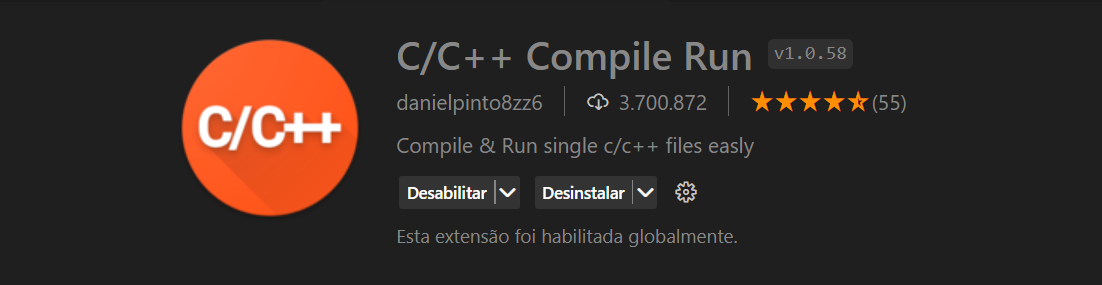 C/C++
C/C++ Compile Run v1.0.58
danielpinto8zz6 3.700.872 (55)
Compile & Run single c/c++ files easly
Desabilitar Desinstalar
Esta extensão foi habilitada globalmente.